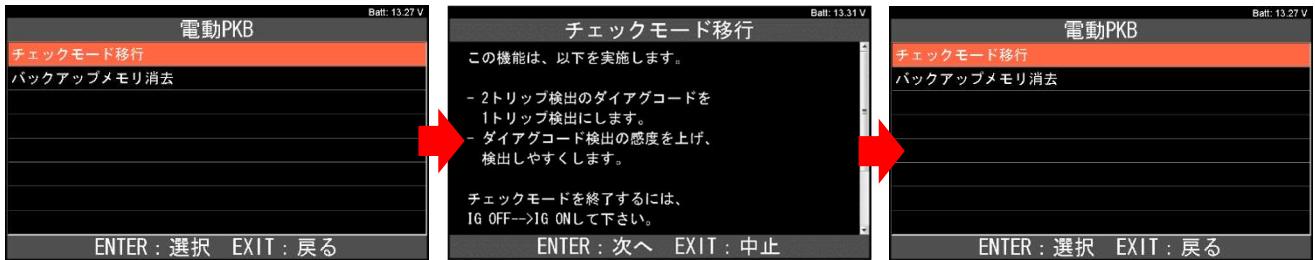 Batt: 13.27 V
電動PKB
チェックモード移行
バックアップメモリ消去
ENTER：選択　EXIT：戻る
Batt: 13.31 V
チェックモード移行
この機能は、以下を実施します。
- 2トリップ検出のダイアグコードを
1トリップ検出にします。
- ダイアグコード検出の感度を上げ、
検出しやすくします。
チェックモードを終了するには、
IG OFF-->IG ONして下さい。
ENTER：次へ　EXIT：中止
Batt: 13.27 V
電動PKB
チェックモード移行
バックアップメモリ消去
ENTER：選択　EXIT：戻る